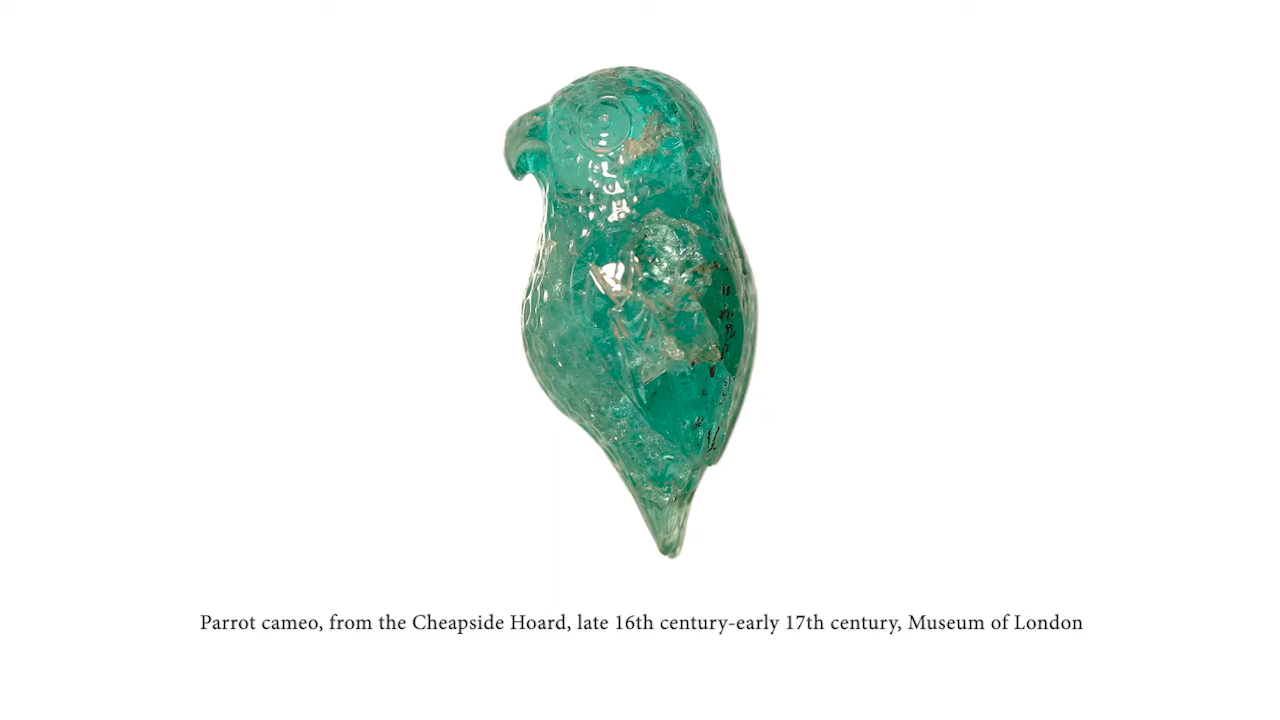 Parrot cameo, from the Cheapside Hoard, late 16th century-early 17th century, Museum of London